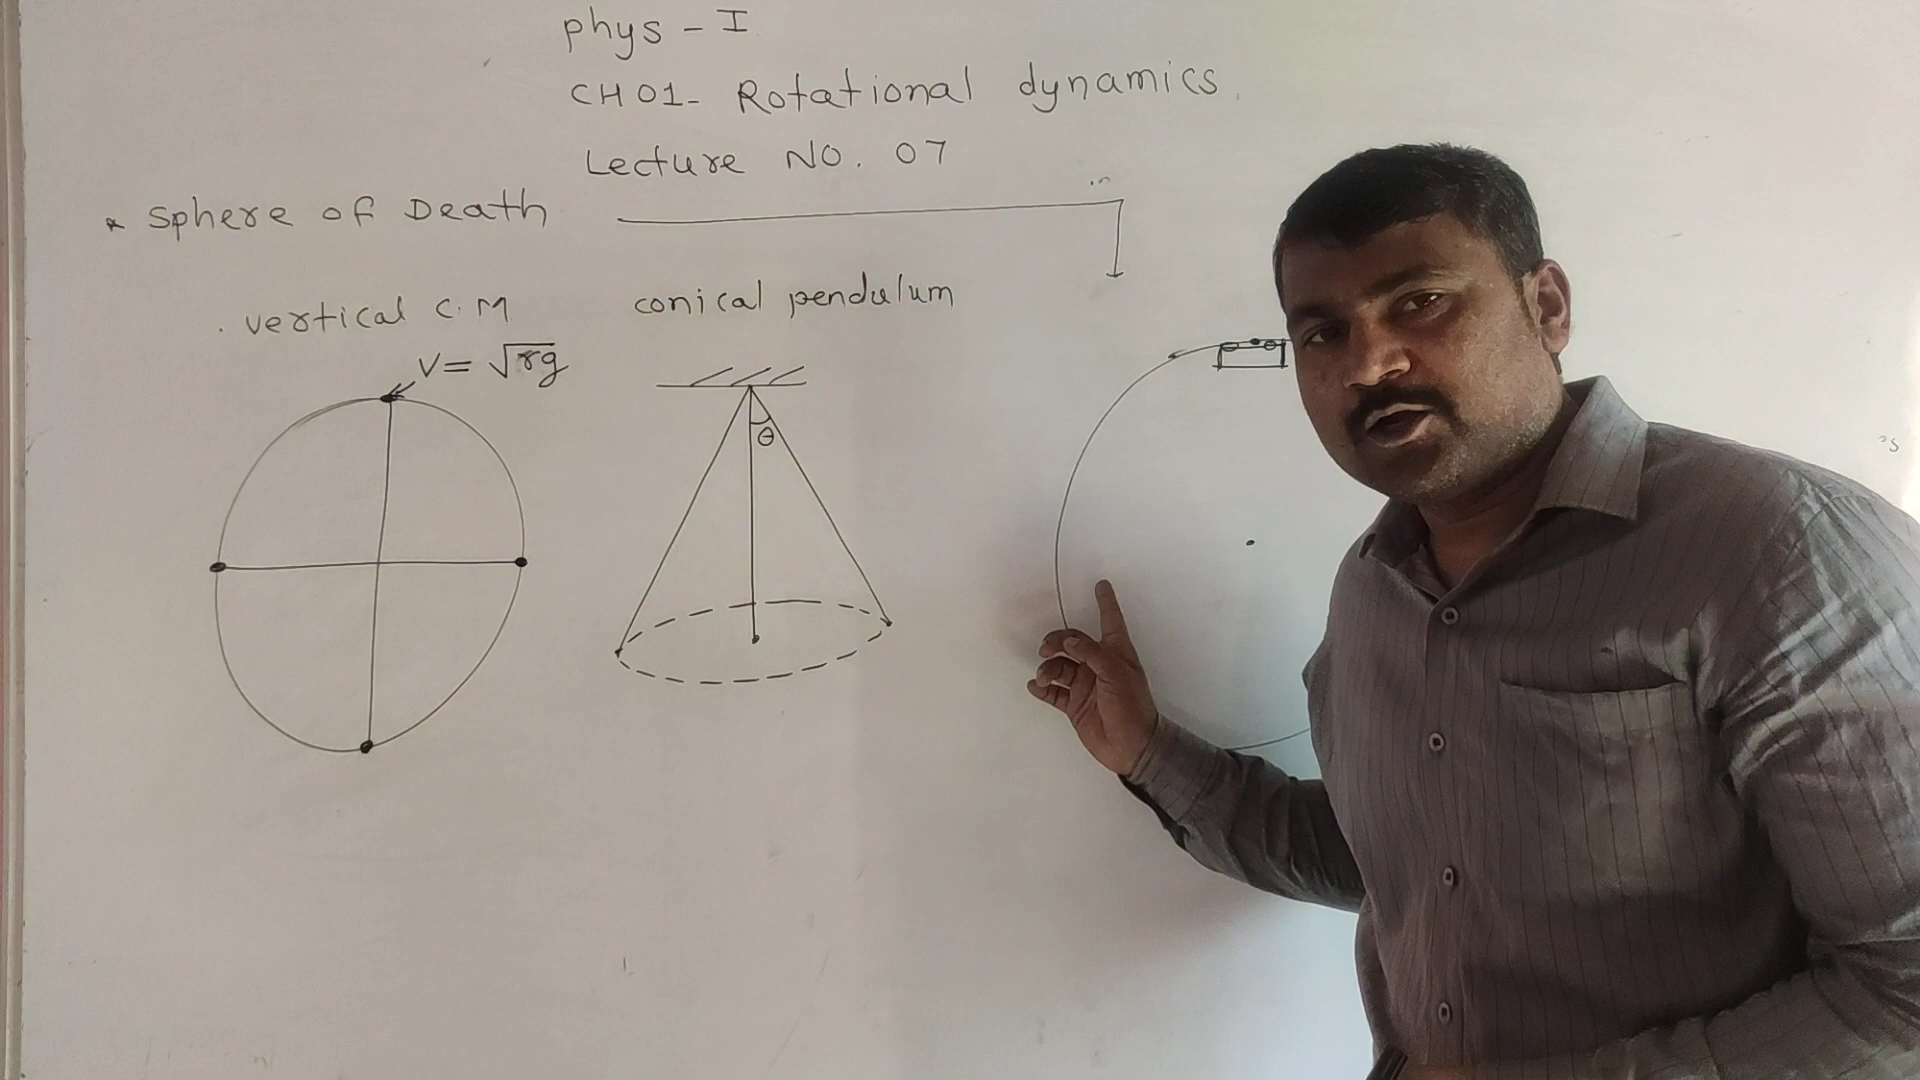 phys - I
CH01- Rotational dynamics
Lecture NO. 07
* Sphere of Death
. vertical C.M
conical pendulum
V= √rg
θ